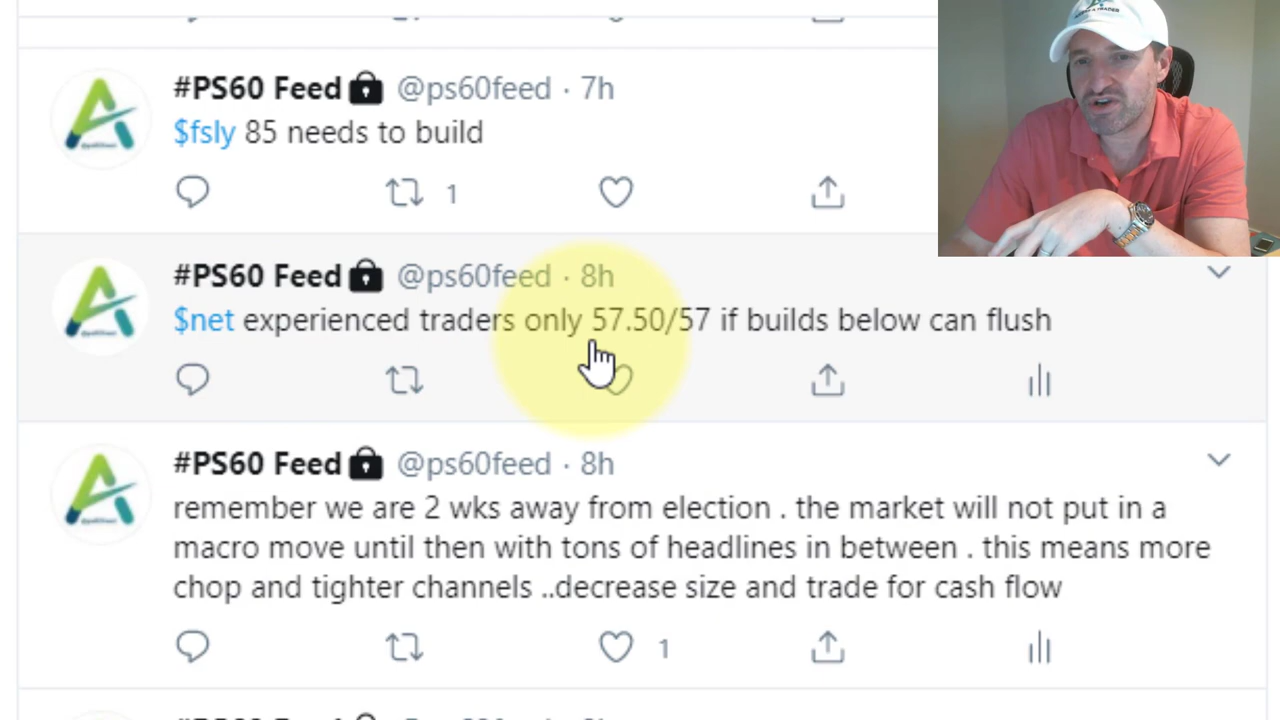 #PS60 Feed @ps60feed · 7h
$fsly 85 needs to build
1
#PS60 Feed @ps60feed · 8h
$net experienced traders only 57.50/57 if builds below can flush
#PS60 Feed @ps60feed · 8h
remember we are 2 wks away from election . the market will not put in a
macro move until then with tons of headlines in between . this means more
chop and tighter channels ..decrease size and trade for cash flow
1